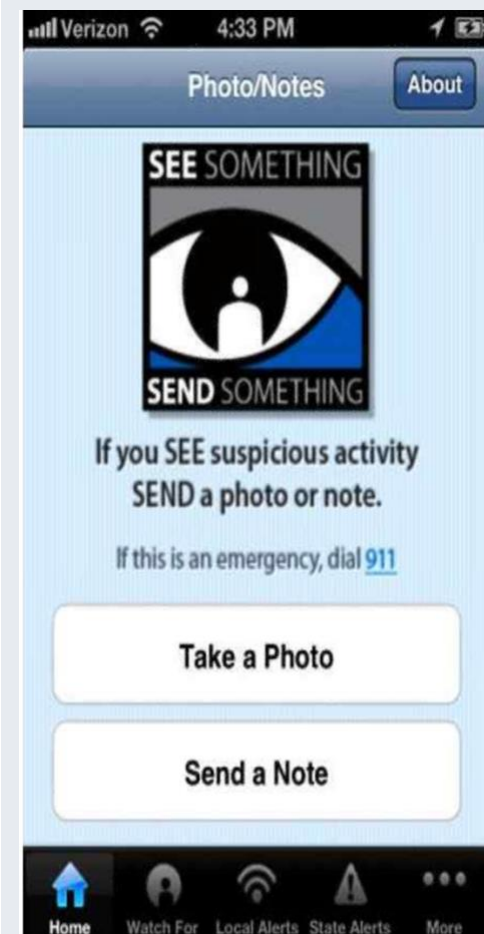 Verizon 4:33 PM
Photo/Notes
About
SEE SOMETHING
SEND SOMETHING
If you SEE suspicious activity
SEND a photo or note.
If this is an emergency, dial 911
Take a Photo
Send a Note
Home Watch For Local Alerts State Alerts More